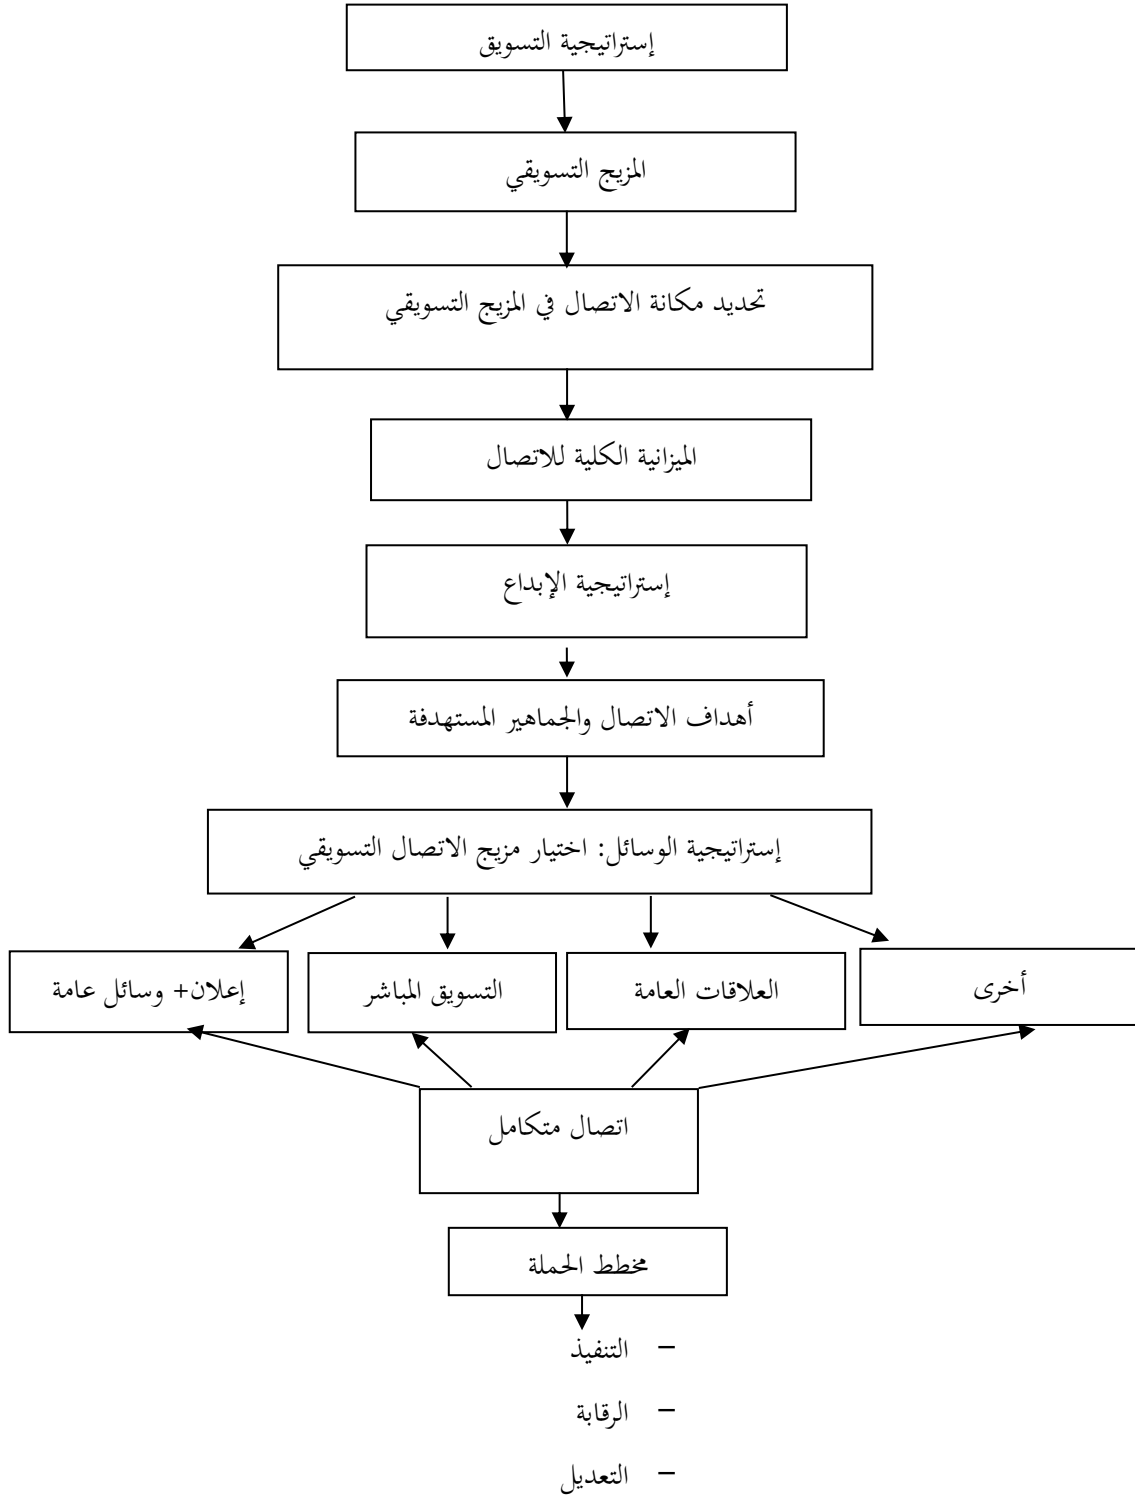 إستراتيجية التسويق
المزيج التسويقي
تحديد مكانة الاتصال في المزيج التسويقي
الميزانية الكلية للاتصال
إستراتيجية الإبداع
أهداف الاتصال والجماهير المستهدفة
إستراتيجية الوسائل: اختيار مزيج الاتصال التسويقي
أخرى
العلاقات العامة
التسويق المباشر
إعلان+ وسائل عامة
اتصال متكامل
مخطط الحملة
– التنفيذ
– الرقابة
– التعديل